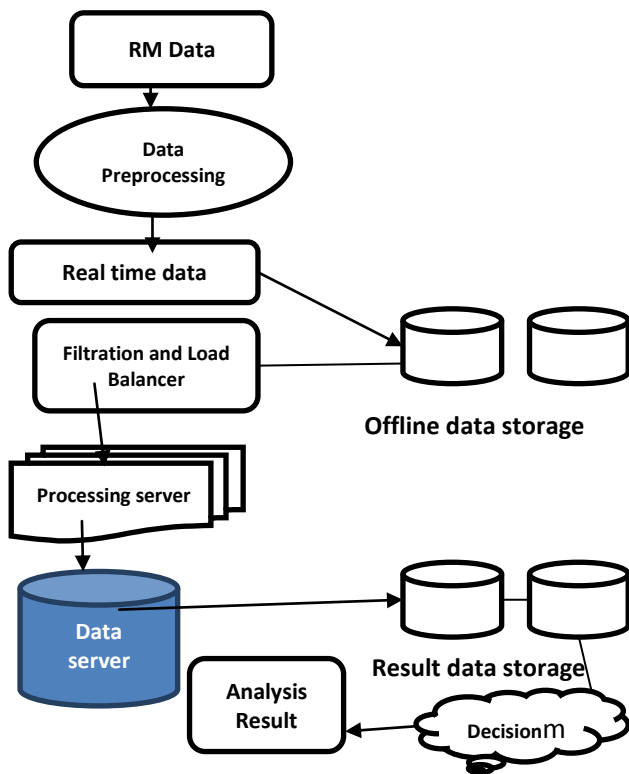 RM Data
Data
Preprocessing
Real time data
Filtration and Load
Balancer
Offline data storage
Processing server
Data
server
Result data storage
Analysis
Result
Decisionm